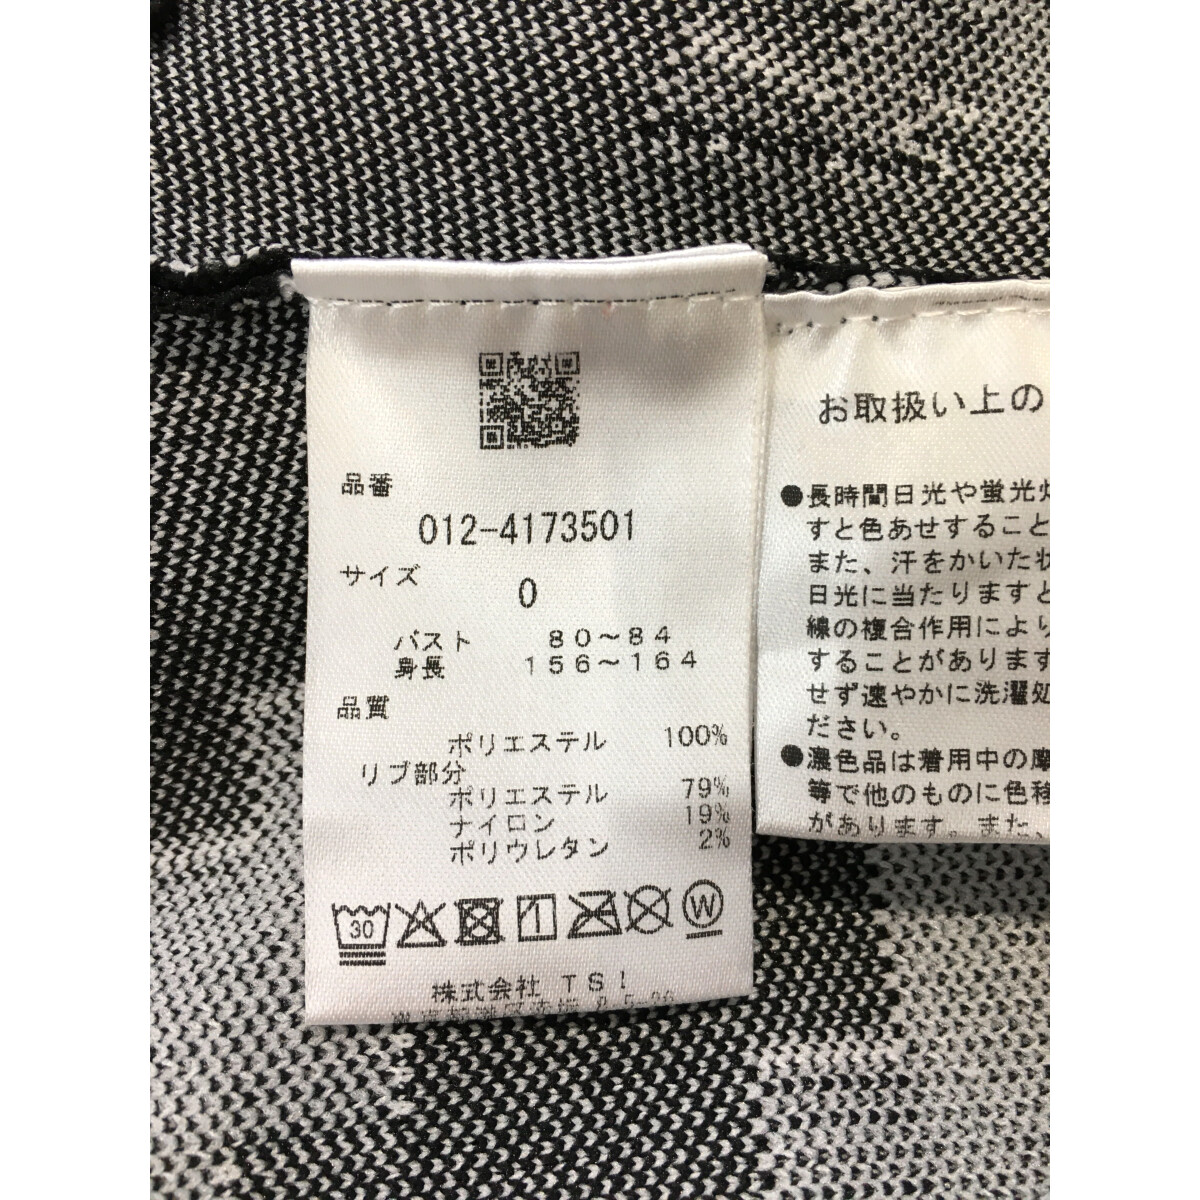 品番
012-4173501
サイズ
0
バスト 80～84
身長 156～164
品質
ポリエステル 100%
リブ部分
ポリエステル 79%
ナイロン 19%
ポリウレタン 2%
30
W
株式会社 TSI
お取扱い上の
●長時間日光や蛍光灯
すと色あせすること
また、汗をかいた状
日光に当たりますと
線の複合作用により
することがあります
せず速やかに洗濯処
ださい。
●濃色品は着用中の摩
等で他のものに色移
があります。また、